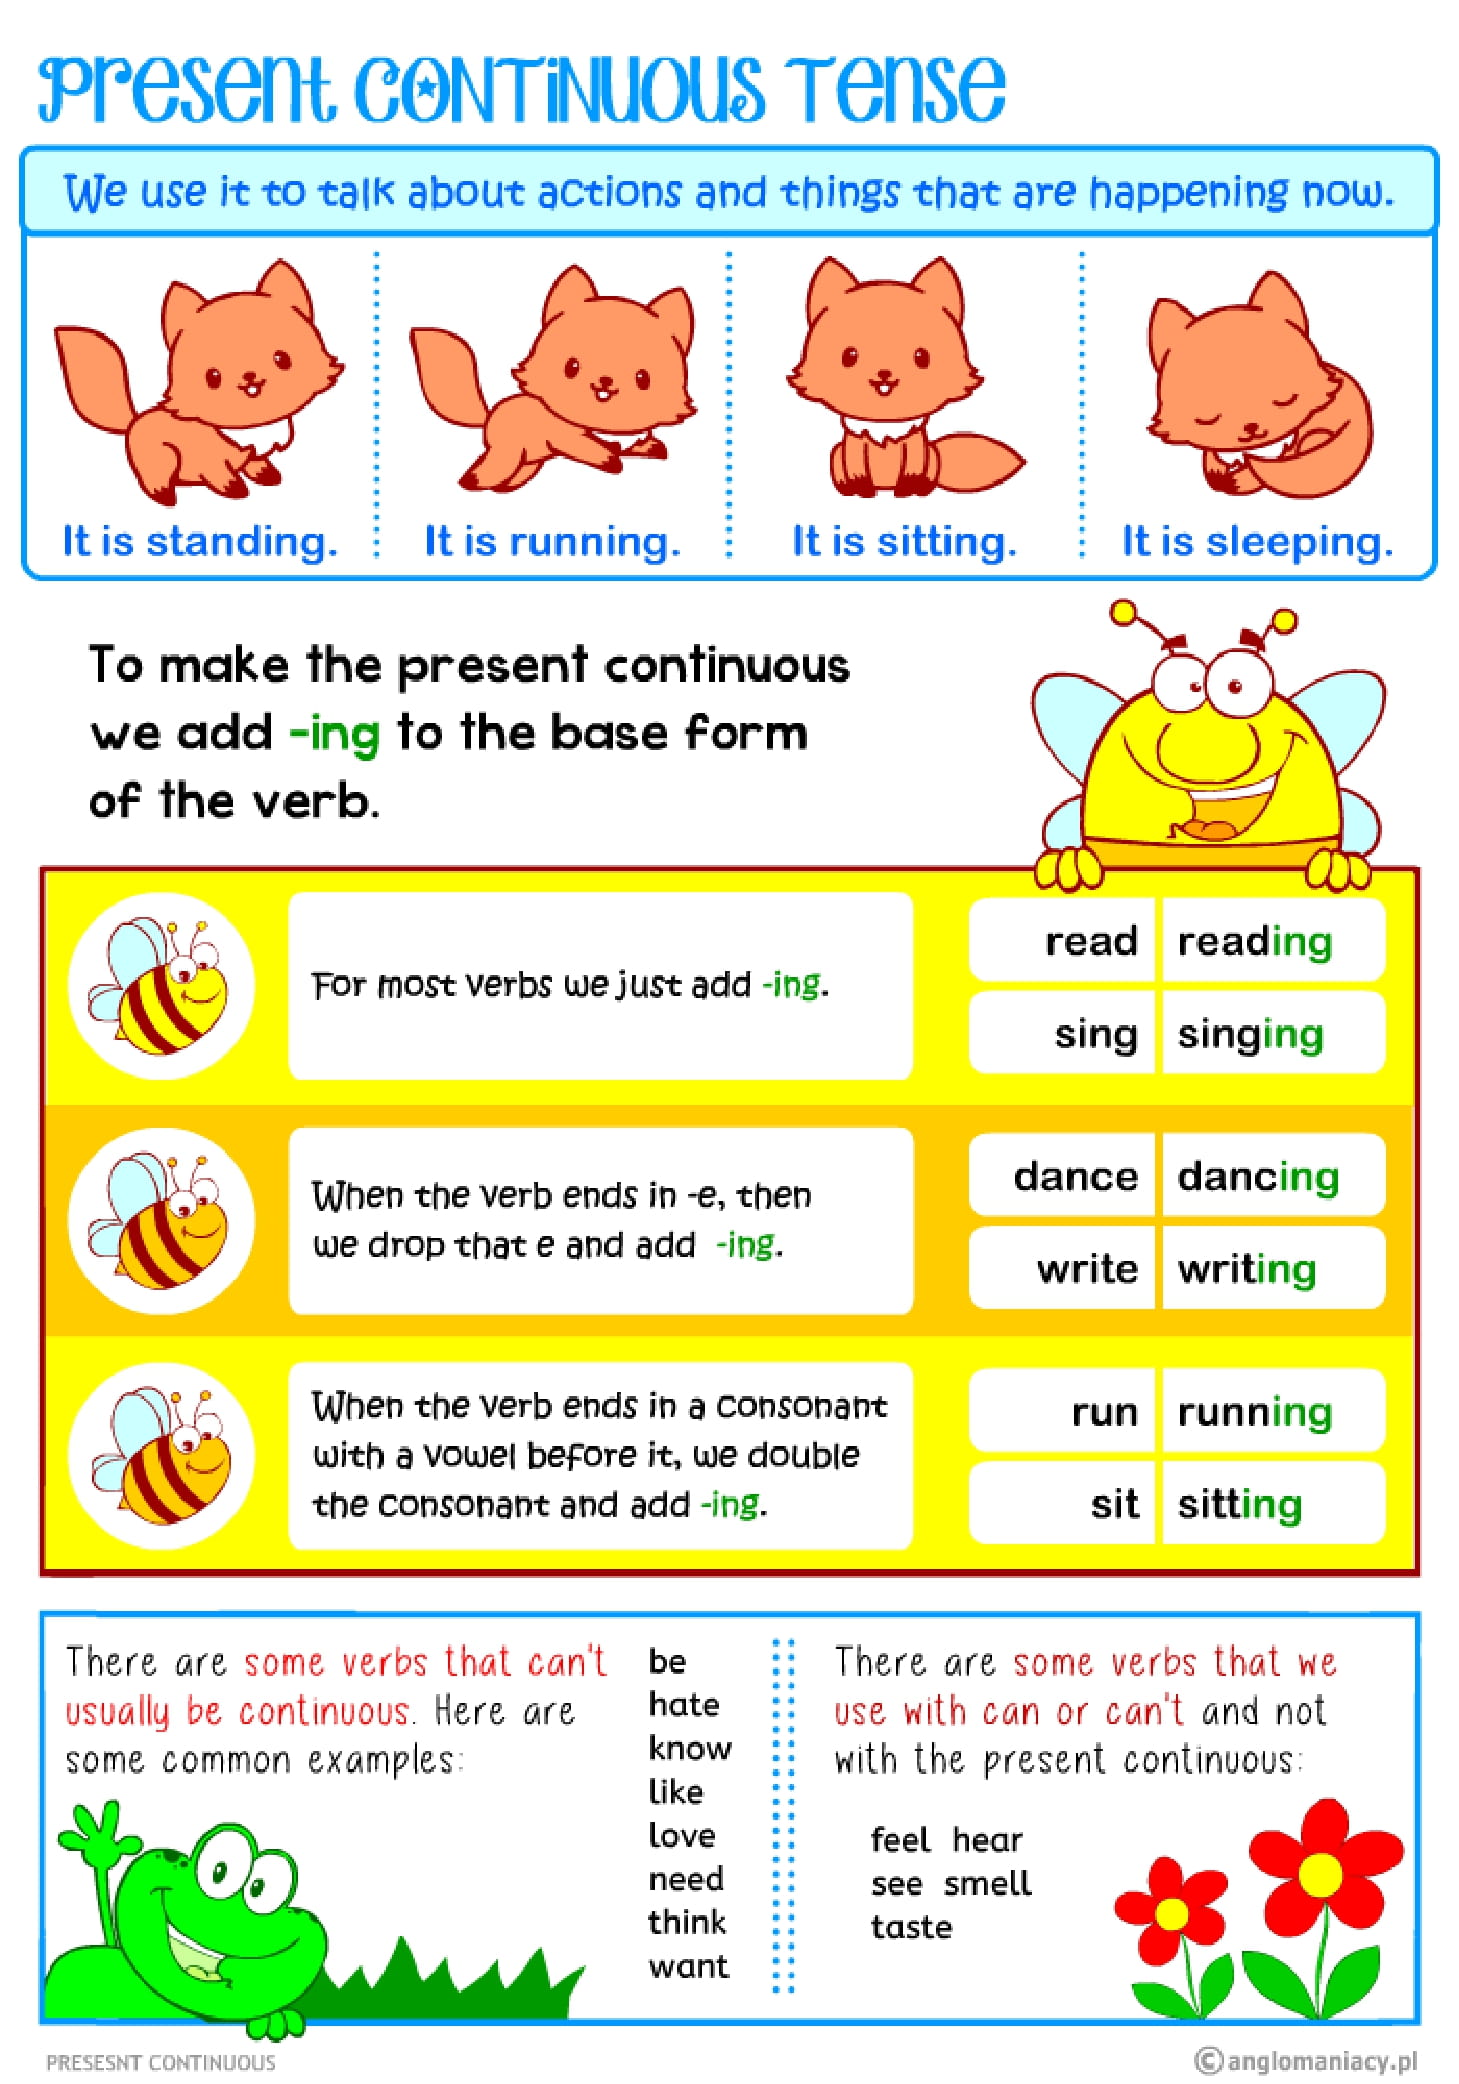 Present Continuous Tense
We use it to talk about actions and things that are happening now.
It is standing.
It is running.
It is sitting.
It is sleeping.
To make the present continuous
we add -ing to the base form
of the verb.
For most verbs we just add -ing.
read reading
sing singing
When the verb ends in -e, then
we drop that e and add -ing.
dance dancing
write writing
When the verb ends in a consonant
with a vowel before it, we double
the consonant and add -ing.
run running
sit sitting
There are some verbs that can't
usually be continuous. Here are
some common examples:
be
hate
know
like
love
need
think
want
There are some verbs that we
use with can or can't and not
with the present continuous:
feel hear
see smell
taste
PRESESNT CONTINUOUS
©anglomaniacy.pl